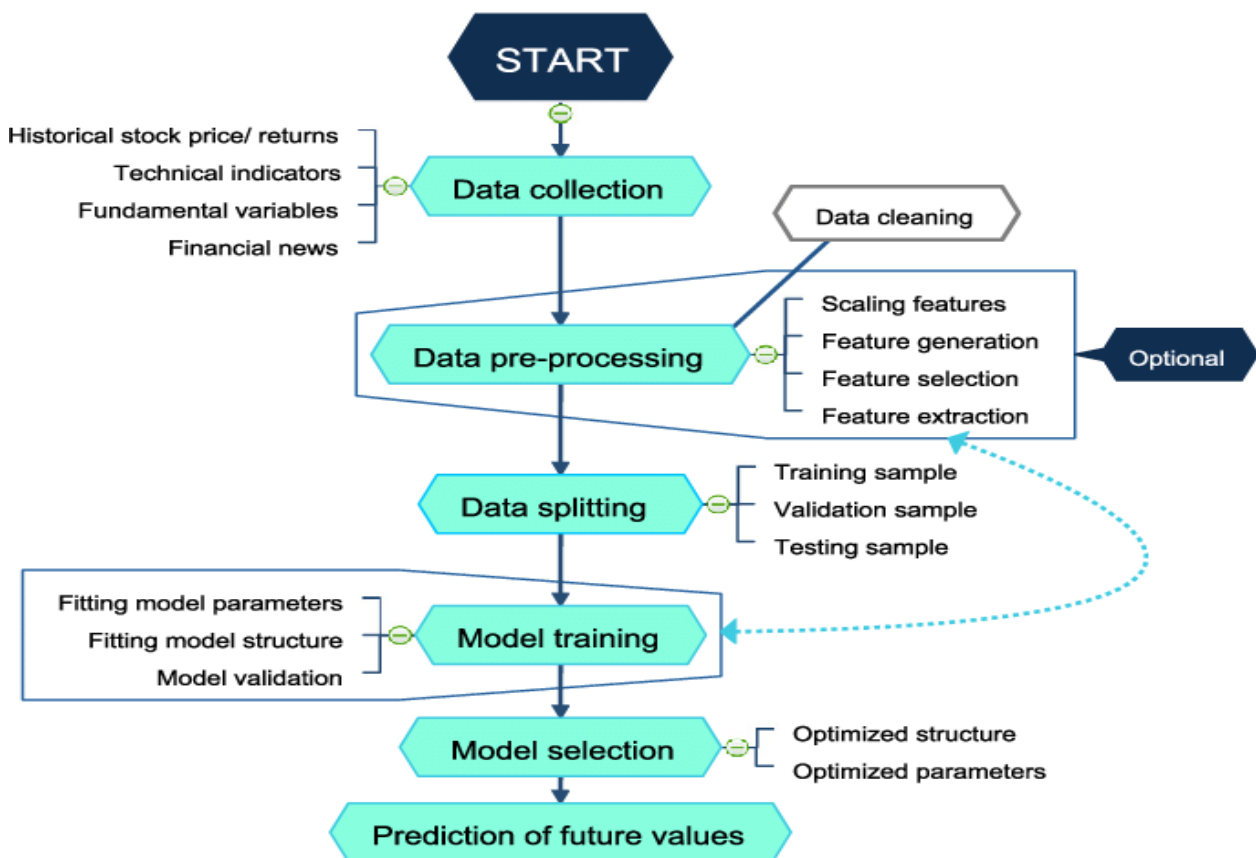 START
Historical stock price/ returns
Technical indicators
Fundamental variables
Financial news
Data collection
Data cleaning
Data pre-processing
Scaling features
Feature generation
Feature selection
Feature extraction
Optional
Data splitting
Training sample
Validation sample
Testing sample
Fitting model parameters
Fitting model structure
Model validation
Model training
Model selection
Optimized structure
Optimized parameters
Prediction of future values